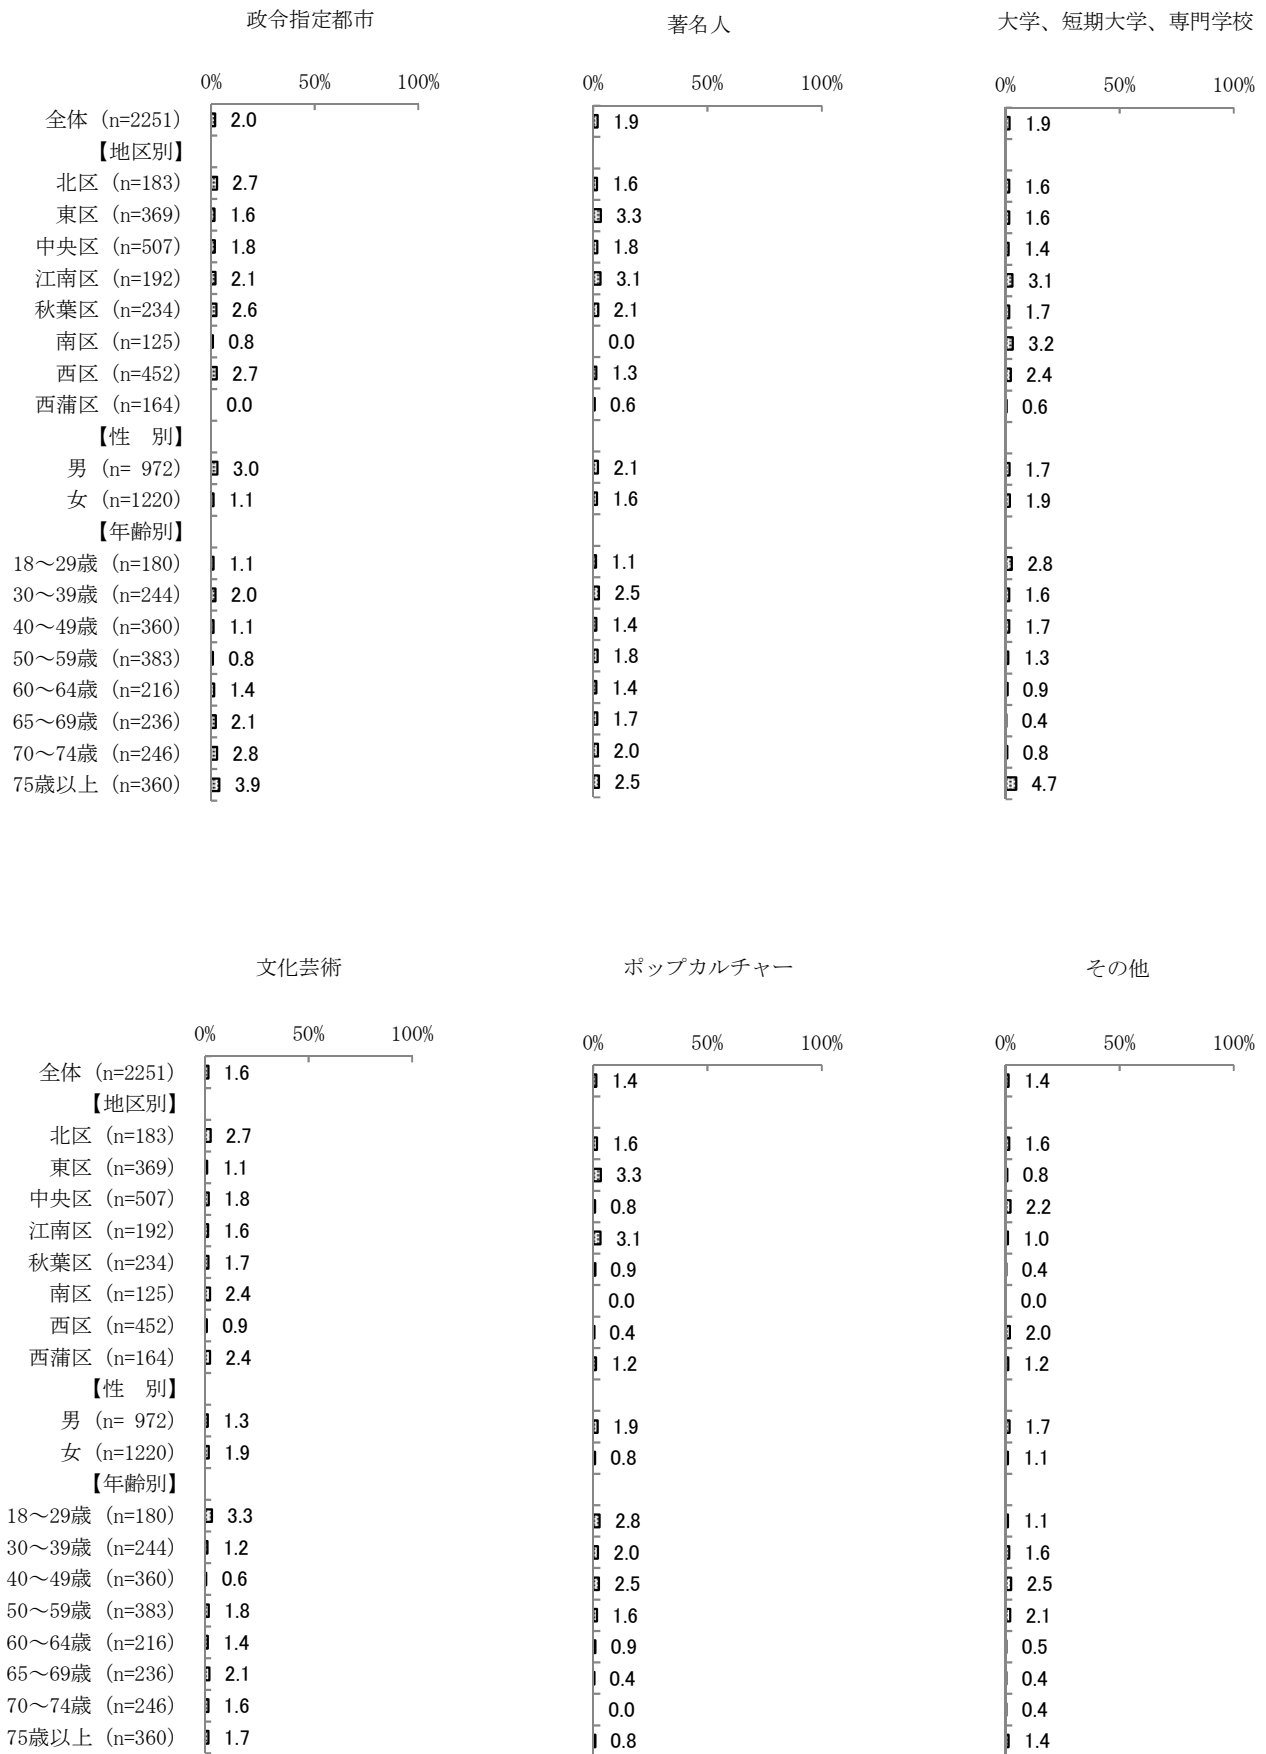 政令指定都市 著名人 大学、短期大学、専門学校
0% 50% 100% 0% 50% 100% 0% 50% 100%
全体 (n=2251) 2.0 1.9 1.9
【地区別】
北区 (n=183) 2.7 1.6 1.6
東区 (n=369) 1.6 3.3 1.6
中央区 (n=507) 1.8 1.8 1.4
江南区 (n=192) 2.1 3.1 3.1
秋葉区 (n=234) 2.6 2.1 1.7
南区 (n=125) 0.8 0.0 3.2
西区 (n=452) 2.7 1.3 2.4
西蒲区 (n=164) 0.0 0.6 0.6
【性　別】
男 (n= 972) 3.0 2.1 1.7
女 (n=1220) 1.1 1.6 1.9
【年齢別】
18～29歳 (n=180) 1.1 1.1 2.8
30～39歳 (n=244) 2.0 2.5 1.6
40～49歳 (n=360) 1.1 1.4 1.7
50～59歳 (n=383) 0.8 1.8 1.3
60～64歳 (n=216) 1.4 1.4 0.9
65～69歳 (n=236) 2.1 1.7 0.4
70～74歳 (n=246) 2.8 2.0 0.8
75歳以上 (n=360) 3.9 2.5 4.7
文化芸術 ポップカルチャー その他
0% 50% 100% 0% 50% 100% 0% 50% 100%
全体 (n=2251) 1.6 1.4 1.4
【地区別】
北区 (n=183) 2.7 1.6 1.6
東区 (n=369) 1.1 3.3 0.8
中央区 (n=507) 1.8 0.8 2.2
江南区 (n=192) 1.6 3.1 1.0
秋葉区 (n=234) 1.7 0.9 0.4
南区 (n=125) 2.4 0.0 0.0
西区 (n=452) 0.9 0.4 2.0
西蒲区 (n=164) 2.4 1.2 1.2
【性　別】
男 (n= 972) 1.3 1.9 1.7
女 (n=1220) 1.9 0.8 1.1
【年齢別】
18～29歳 (n=180) 3.3 2.8 1.1
30～39歳 (n=244) 1.2 2.0 1.6
40～49歳 (n=360) 0.6 2.5 2.5
50～59歳 (n=383) 1.8 1.6 2.1
60～64歳 (n=216) 1.4 0.9 0.5
65～69歳 (n=236) 2.1 0.4 0.4
70～74歳 (n=246) 1.6 0.0 0.4
75歳以上 (n=360) 1.7 0.8 1.4